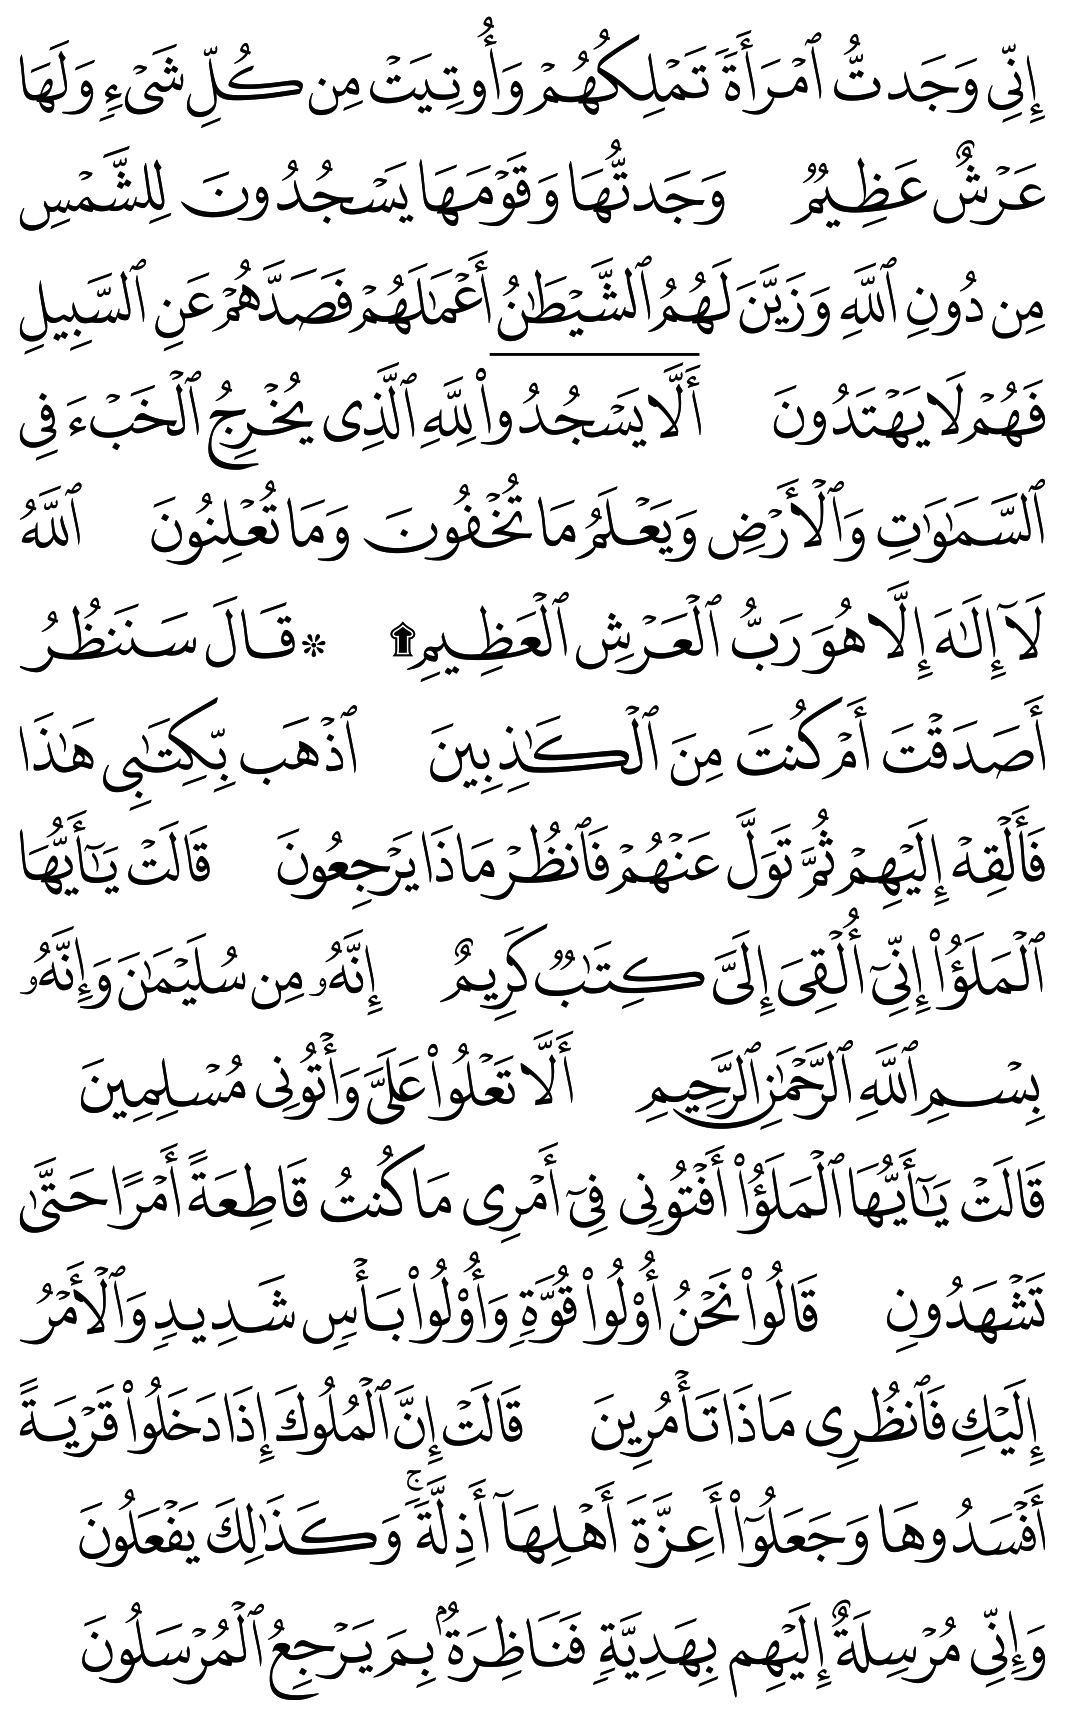 إِنِّي وَجَدتُّ ٱمۡرَأَةٗ تَمۡلِكُهُمۡ وَأُوتِيَتۡ مِن كُلِّ شَيۡءٖ وَلَهَا
عَرۡشٌ عَظِيمٞ وَجَدتُّهَا وَقَوۡمَهَا يَسۡجُدُونَ لِلشَّمۡسِ
مِن دُونِ ٱللَّهِ وَزَيَّنَ لَهُمُ ٱلشَّيۡطَٰنُ أَعۡمَٰلَهُمۡ فَصَدَّهُمۡ عَنِ ٱلسَّبِيلِ
فَهُمۡ لَا يَهۡتَدُونَ أَلَّاۤ يَسۡجُدُواْ لِلَّهِ ٱلَّذِي يُخۡرِجُ ٱلۡخَبۡءَ فِي
ٱلسَّمَٰوَٰتِ وَٱلۡأَرۡضِ وَيَعۡلَمُ مَا تُخۡفُونَ وَمَا تُعۡلِنُونَ ٱللَّهُ
لَآ إِلَٰهَ إِلَّا هُوَ رَبُّ ٱلۡعَرۡشِ ٱلۡعَظِيمِ۩ ۞قَالَ سَنَنظُرُ
أَصَدَقۡتَ أَمۡ كُنتَ مِنَ ٱلۡكَٰذِبِينَ ٱذۡهَب بِّكِتَٰبِي هَٰذَا
فَأَلۡقِهۡ إِلَيۡهِمۡ ثُمَّ تَوَلَّ عَنۡهُمۡ فَٱنظُرۡ مَاذَا يَرۡجِعُونَ قَالَتۡ يَٰٓأَيُّهَا
ٱلۡمَلَؤُاْ إِنِّيٓ أُلۡقِيَ إِلَيَّ كِتَٰبٞ كَرِيمٌ إِنَّهُۥ مِن سُلَيۡمَٰنَ وَإِنَّهُۥ
بِسۡمِ ٱللَّهِ ٱلرَّحۡمَٰنِ ٱلرَّحِيمِ أَلَّا تَعۡلُواْ عَلَيَّ وَأۡتُونِي مُسۡلِمِينَ
قَالَتۡ يَٰٓأَيُّهَا ٱلۡمَلَؤُاْ أَفۡتُونِي فِيٓ أَمۡرِي مَا كُنتُ قَاطِعَةً أَمۡرًا حَتَّىٰ
تَشۡهَدُونِ قَالُواْ نَحۡنُ أُوْلُواْ قُوَّةٖ وَأُوْلُواْ بَأۡسٖ شَدِيدٖ وَٱلۡأَمۡرُ
إِلَيۡكِ فَٱنظُرِي مَاذَا تَأۡمُرِينَ قَالَتۡ إِنَّ ٱلۡمُلُوكَ إِذَا دَخَلُواْ قَرۡيَةً
أَفۡسَدُوهَا وَجَعَلُوٓاْ أَعِزَّةَ أَهۡلِهَآ أَذِلَّةٗۚ وَكَذَٰلِكَ يَفۡعَلُونَ
وَإِنِّي مُرۡسِلَةٌ إِلَيۡهِم بِهَدِيَّةٖ فَنَاظِرَةُۢ بِمَ يَرۡجِعُ ٱلۡمُرۡسَلُونَ